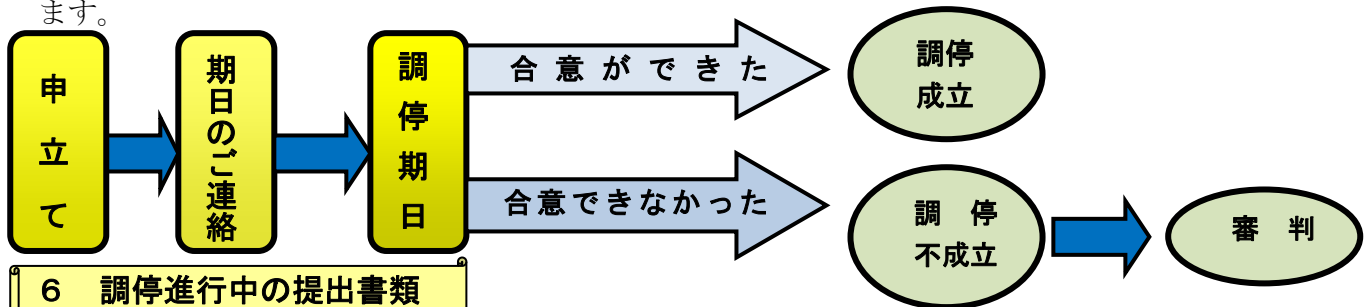 ます。
申立て
期日のご連絡
調停期日
合意ができた
調停
成立
合意できなかった
調　停
不成立
審　判
６　調停進行中の提出書類